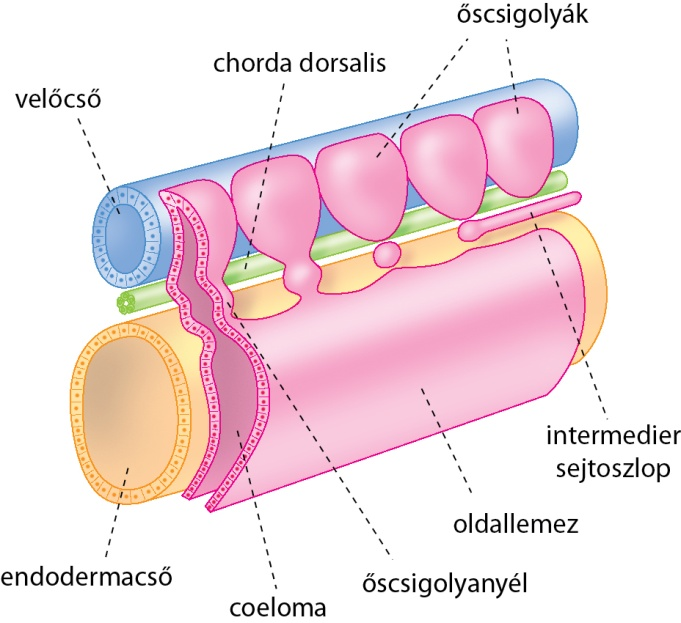 őscsigolyák
chorda dorsalis
velőcső
intermedier
sejtoszlop
oldallemez
endodermacső
őscsigolyanyél
coeloma